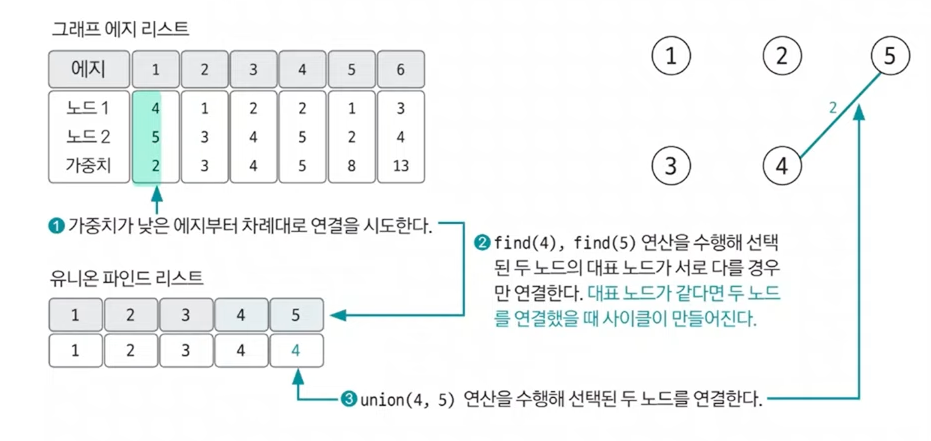 그래프 에지 리스트
에지 1 2 3 4 5 6
노드 1 4 1 2 2 1 3
노드 2 5 3 4 5 2 4
가중치 2 3 4 5 8 13
1 가중치가 낮은 에지부터 차례대로 연결을 시도한다.
유니온 파인드 리스트
1 2 3 4 5
1 2 3 4 4
1 2 5
2
3 4
2 find(4), find(5) 연산을 수행해 선택
된 두 노드의 대표 노드가 서로 다를 경우
만 연결한다. 대표 노드가 같다면 두 노드
를 연결했을 때 사이클이 만들어진다.
3 union(4, 5) 연산을 수행해 선택된 두 노드를 연결한다.